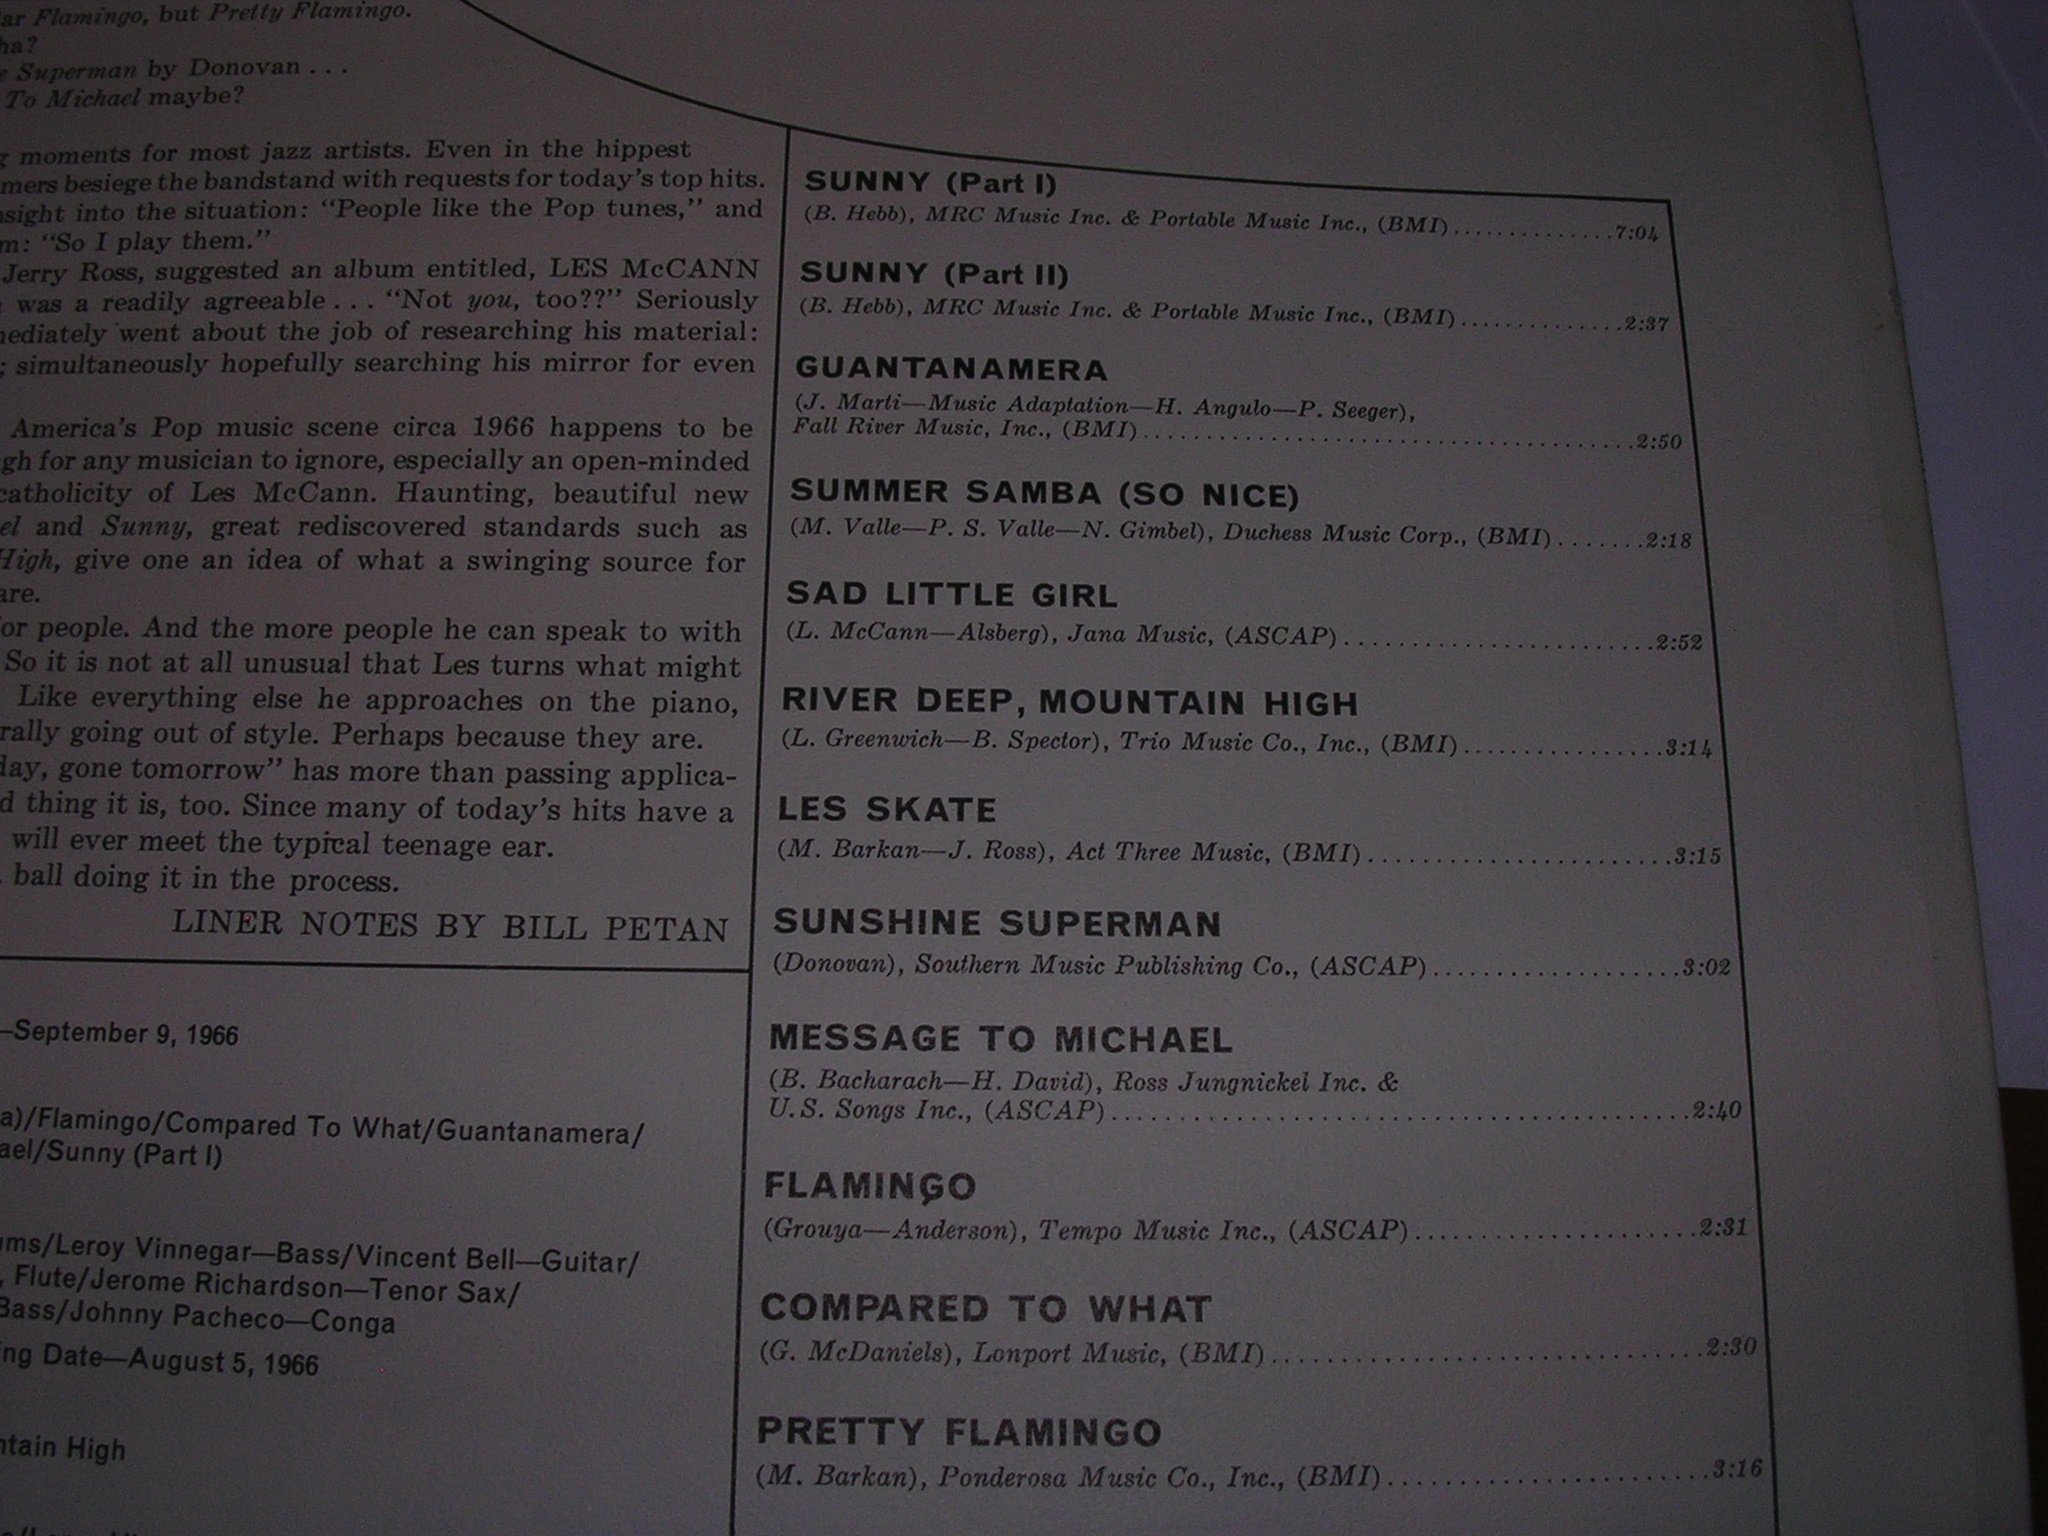 Flamingo, but Pretty Flamingo.
Superman by Donovan . . .
To Michael maybe?
moments for most jazz artists. Even in the hippest
besiege the bandstand with requests for today's top hits.
into the situation: "People like the Pop tunes," and
"So I play them."
Jerry Ross, suggested an album entitled, LES McCANN
was a readily agreeable . . . "Not you, too??" Seriously
went about the job of researching his material:
simultaneously hopefully searching his mirror for even
America's Pop music scene circa 1966 happens to be
for any musician to ignore, especially an open-minded
catholicity of Les McCann. Haunting, beautiful new
and Sunny, great rediscovered standards such as
High, give one an idea of what a swinging source for
are.
or people. And the more people he can speak to with
So it is not at all unusual that Les turns what might
Like everything else he approaches on the piano,
going out of style. Perhaps because they are.
gone tomorrow" has more than passing applica-
thing it is, too. Since many of today's hits have a
will ever meet the typical teenage ear.
ball doing it in the process.
LINER NOTES BY BILL PETAN
—September 9, 1966
/Flamingo/Compared To What/Guantanamera/
/Sunny (Part I)
/Leroy Vinnegar—Bass/Vincent Bell—Guitar/
Flute/Jerome Richardson—Tenor Sax/
Bass/Johnny Pacheco—Conga
Date—August 5, 1966
High
SUNNY (Part I)
(B. Hebb), MRC Music Inc. & Portable Music Inc., (BMI)..............7:04
SUNNY (Part II)
(B. Hebb), MRC Music Inc. & Portable Music Inc., (BMI)..............2:37
GUANTANAMERA
(J. Marti—Music Adaptation—H. Angulo—P. Seeger),
Fall River Music, Inc., (BMI)....................................2:50
SUMMER SAMBA (SO NICE)
(M. Valle—P. S. Valle—N. Gimbel), Duchess Music Corp., (BMI).......2:18
SAD LITTLE GIRL
(L. McCann—Alsberg), Jana Music, (ASCAP).......................2:52
RIVER DEEP, MOUNTAIN HIGH
(L. Greenwich—B. Spector), Trio Music Co., Inc., (BMI)...............3:14
LES SKATE
(M. Barkan—J. Ross), Act Three Music, (BMI)......................3:15
SUNSHINE SUPERMAN
(Donovan), Southern Music Publishing Co., (ASCAP)..................3:02
MESSAGE TO MICHAEL
(B. Bacharach—H. David), Ross Jungnickel Inc. &
U.S. Songs Inc., (ASCAP)..........................................2:40
FLAMINGO
(Grouya—Anderson), Tempo Music Inc., (ASCAP)....................2:31
COMPARED TO WHAT
(G. McDaniels), Lonport Music, (BMI)..............................2:30
PRETTY FLAMINGO
(M. Barkan), Ponderosa Music Co., Inc., (BMI).......................3:16